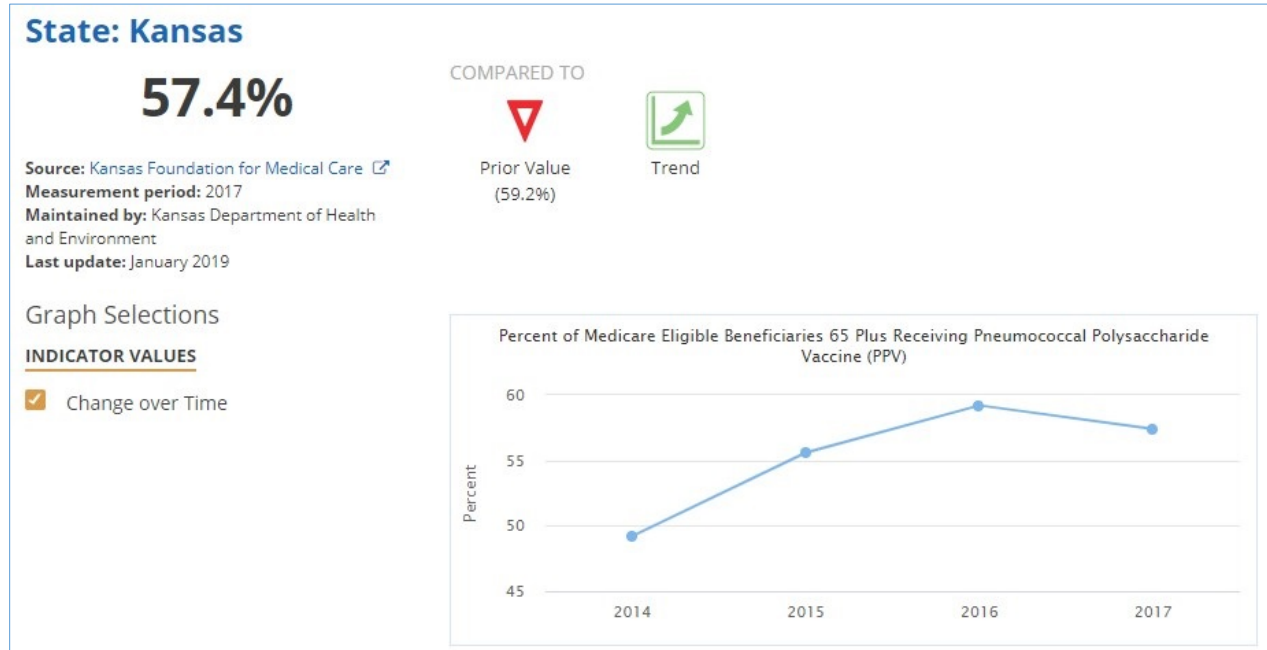 State: Kansas
57.4%
COMPARED TO
Prior Value
(59.2%)
Trend
Source: Kansas Foundation for Medical Care
Measurement period: 2017
Maintained by: Kansas Department of Health
and Environment
Last update: January 2019
Graph Selections
INDICATOR VALUES
Change over Time
Percent of Medicare Eligible Beneficiaries 65 Plus Receiving Pneumococcal Polysaccharide
Vaccine (PPV)
Percent
60
55
50
45
2014 2015 2016 2017